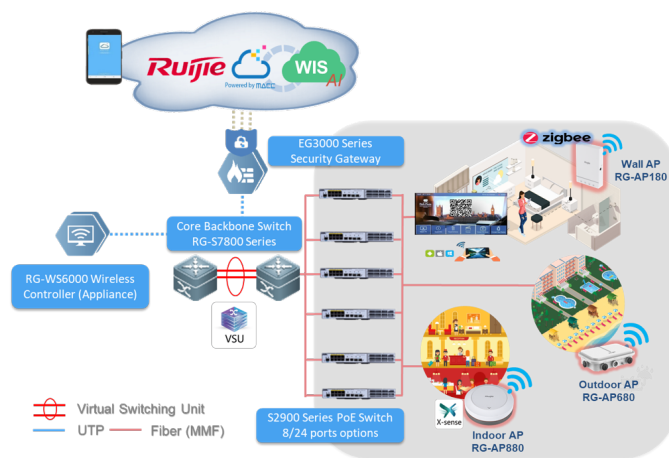 Ruijie
Powered by MACC
WIS
AI
EG3000 Series
Security Gateway
zigbee
Wall AP
RG-AP180
Core Backbone Switch
RG-S7800 Series
RG-WS6000 Wireless
Controller (Appliance)
VSU
Outdoor AP
RG-AP680
X-sense
Indoor AP
RG-AP880
S2900 Series PoE Switch
8/24 ports options
Virtual Switching Unit
UTP
Fiber (MMF)